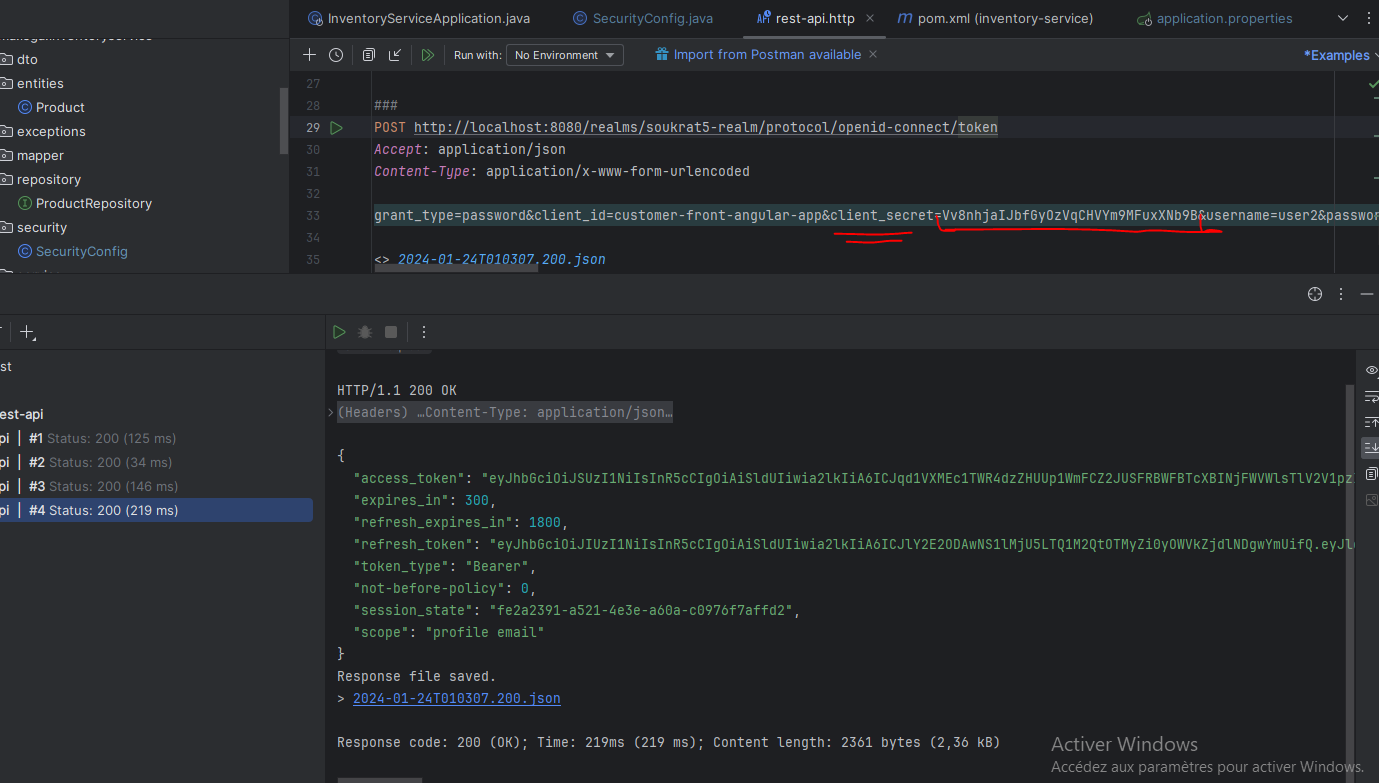 InventoryServiceApplication.java
SecurityConfig.java
API rest-api.http
m pom.xml (inventory-service)
application.properties
dto
entities
Product
exceptions
mapper
repository
ProductRepository
security
SecurityConfig
Run with: No Environment
Import from Postman available
*Examples
27
28 ###
29 POST http://localhost:8080/realms/soukrat5-realm/protocol/openid-connect/token
30 Accept: application/json
31 Content-Type: application/x-www-form-urlencoded
32
33 grant_type=password&client_id=customer-front-angular-app&client_secret=Vv8nhjaIJbfGyOzVqCHVYm9MFuxXNb9B&username=user2&passwor
34
35 <> 2024-01-24T010307.200.json
st
est-api
pi | #1 Status: 200 (125 ms)
pi | #2 Status: 200 (34 ms)
pi | #3 Status: 200 (146 ms)
pi | #4 Status: 200 (219 ms)
HTTP/1.1 200 OK
(Headers) …Content-Type: application/json…
{
"access_token": "eyJhbGciOiJSUzI1NiIsInR5cCIgOiAiSldUIiwia2lkIiA6ICJqd1VXMEc1TWR4dzZHUUp1WmFCZ2JUSFRBWFBTcXBINjFWVWlsTlV2V1pz
"expires_in": 300,
"refresh_expires_in": 1800,
"refresh_token": "eyJhbGciOiJIUzI1NiIsInR5cCIgOiAiSldUIiwia2lkIiA6ICJlY2E2ODAwNS1lMjU5LTQ1M2QtOTMyZi0yOWVkZjdlNDgwYmUifQ.eyJl
"token_type": "Bearer",
"not-before-policy": 0,
"session_state": "fe2a2391-a521-4e3e-a60a-c0976f7affd2",
"scope": "profile email"
}
Response file saved.
> 2024-01-24T010307.200.json
Response code: 200 (OK); Time: 219ms (219 ms); Content length: 2361 bytes (2,36 kB)
Activer Windows
Accédez aux paramètres pour activer Windows.